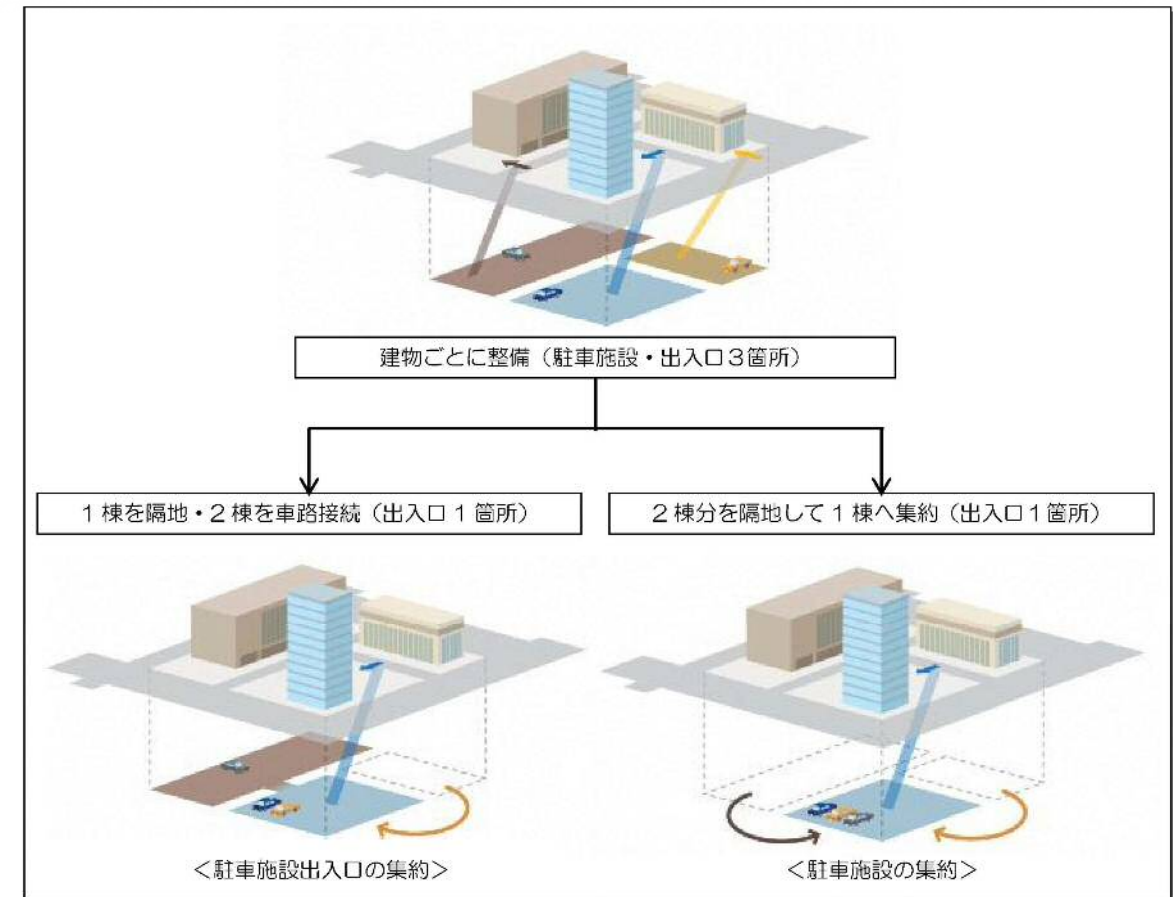 建物ごとに整備（駐車施設・出入口３箇所）
１棟を隔地・２棟を車路接続（出入口１箇所）
２棟分を隔地して１棟へ集約（出入口１箇所）
＜駐車施設出入口の集約＞
＜駐車施設の集約＞